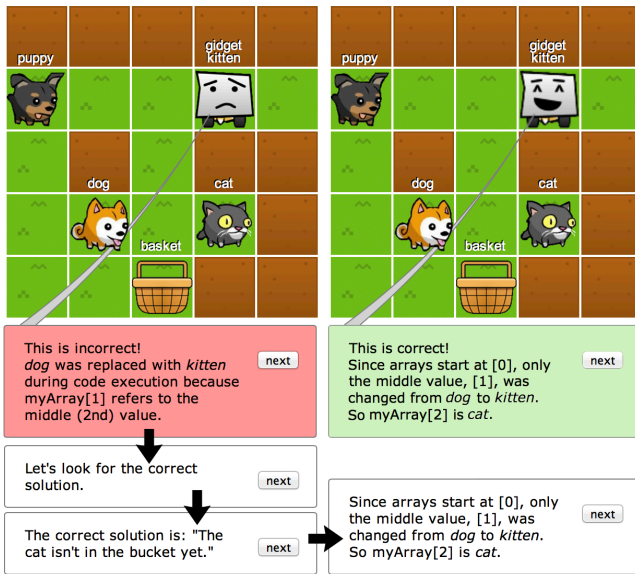 gidget
puppy kitten
dog cat
basket
This is incorrect!
dog was replaced with kitten
during code execution because
myArray[1] refers to the
middle (2nd) value.
next
Let's look for the correct
solution.
next
The correct solution is: "The
cat isn't in the bucket yet."
next
gidget
puppy kitten
dog cat
basket
This is correct!
Since arrays start at [0], only
the middle value, [1], was
changed from dog to kitten.
So myArray[2] is cat.
next
Since arrays start at [0], only
the middle value, [1], was
changed from dog to kitten.
So myArray[2] is cat.
next